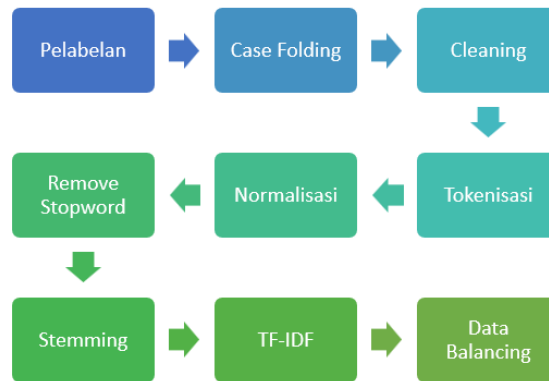 Pelabelan
Case Folding
Cleaning
Tokenisasi
Normalisasi
Remove
Stopword
Stemming
TF-IDF
Data
Balancing